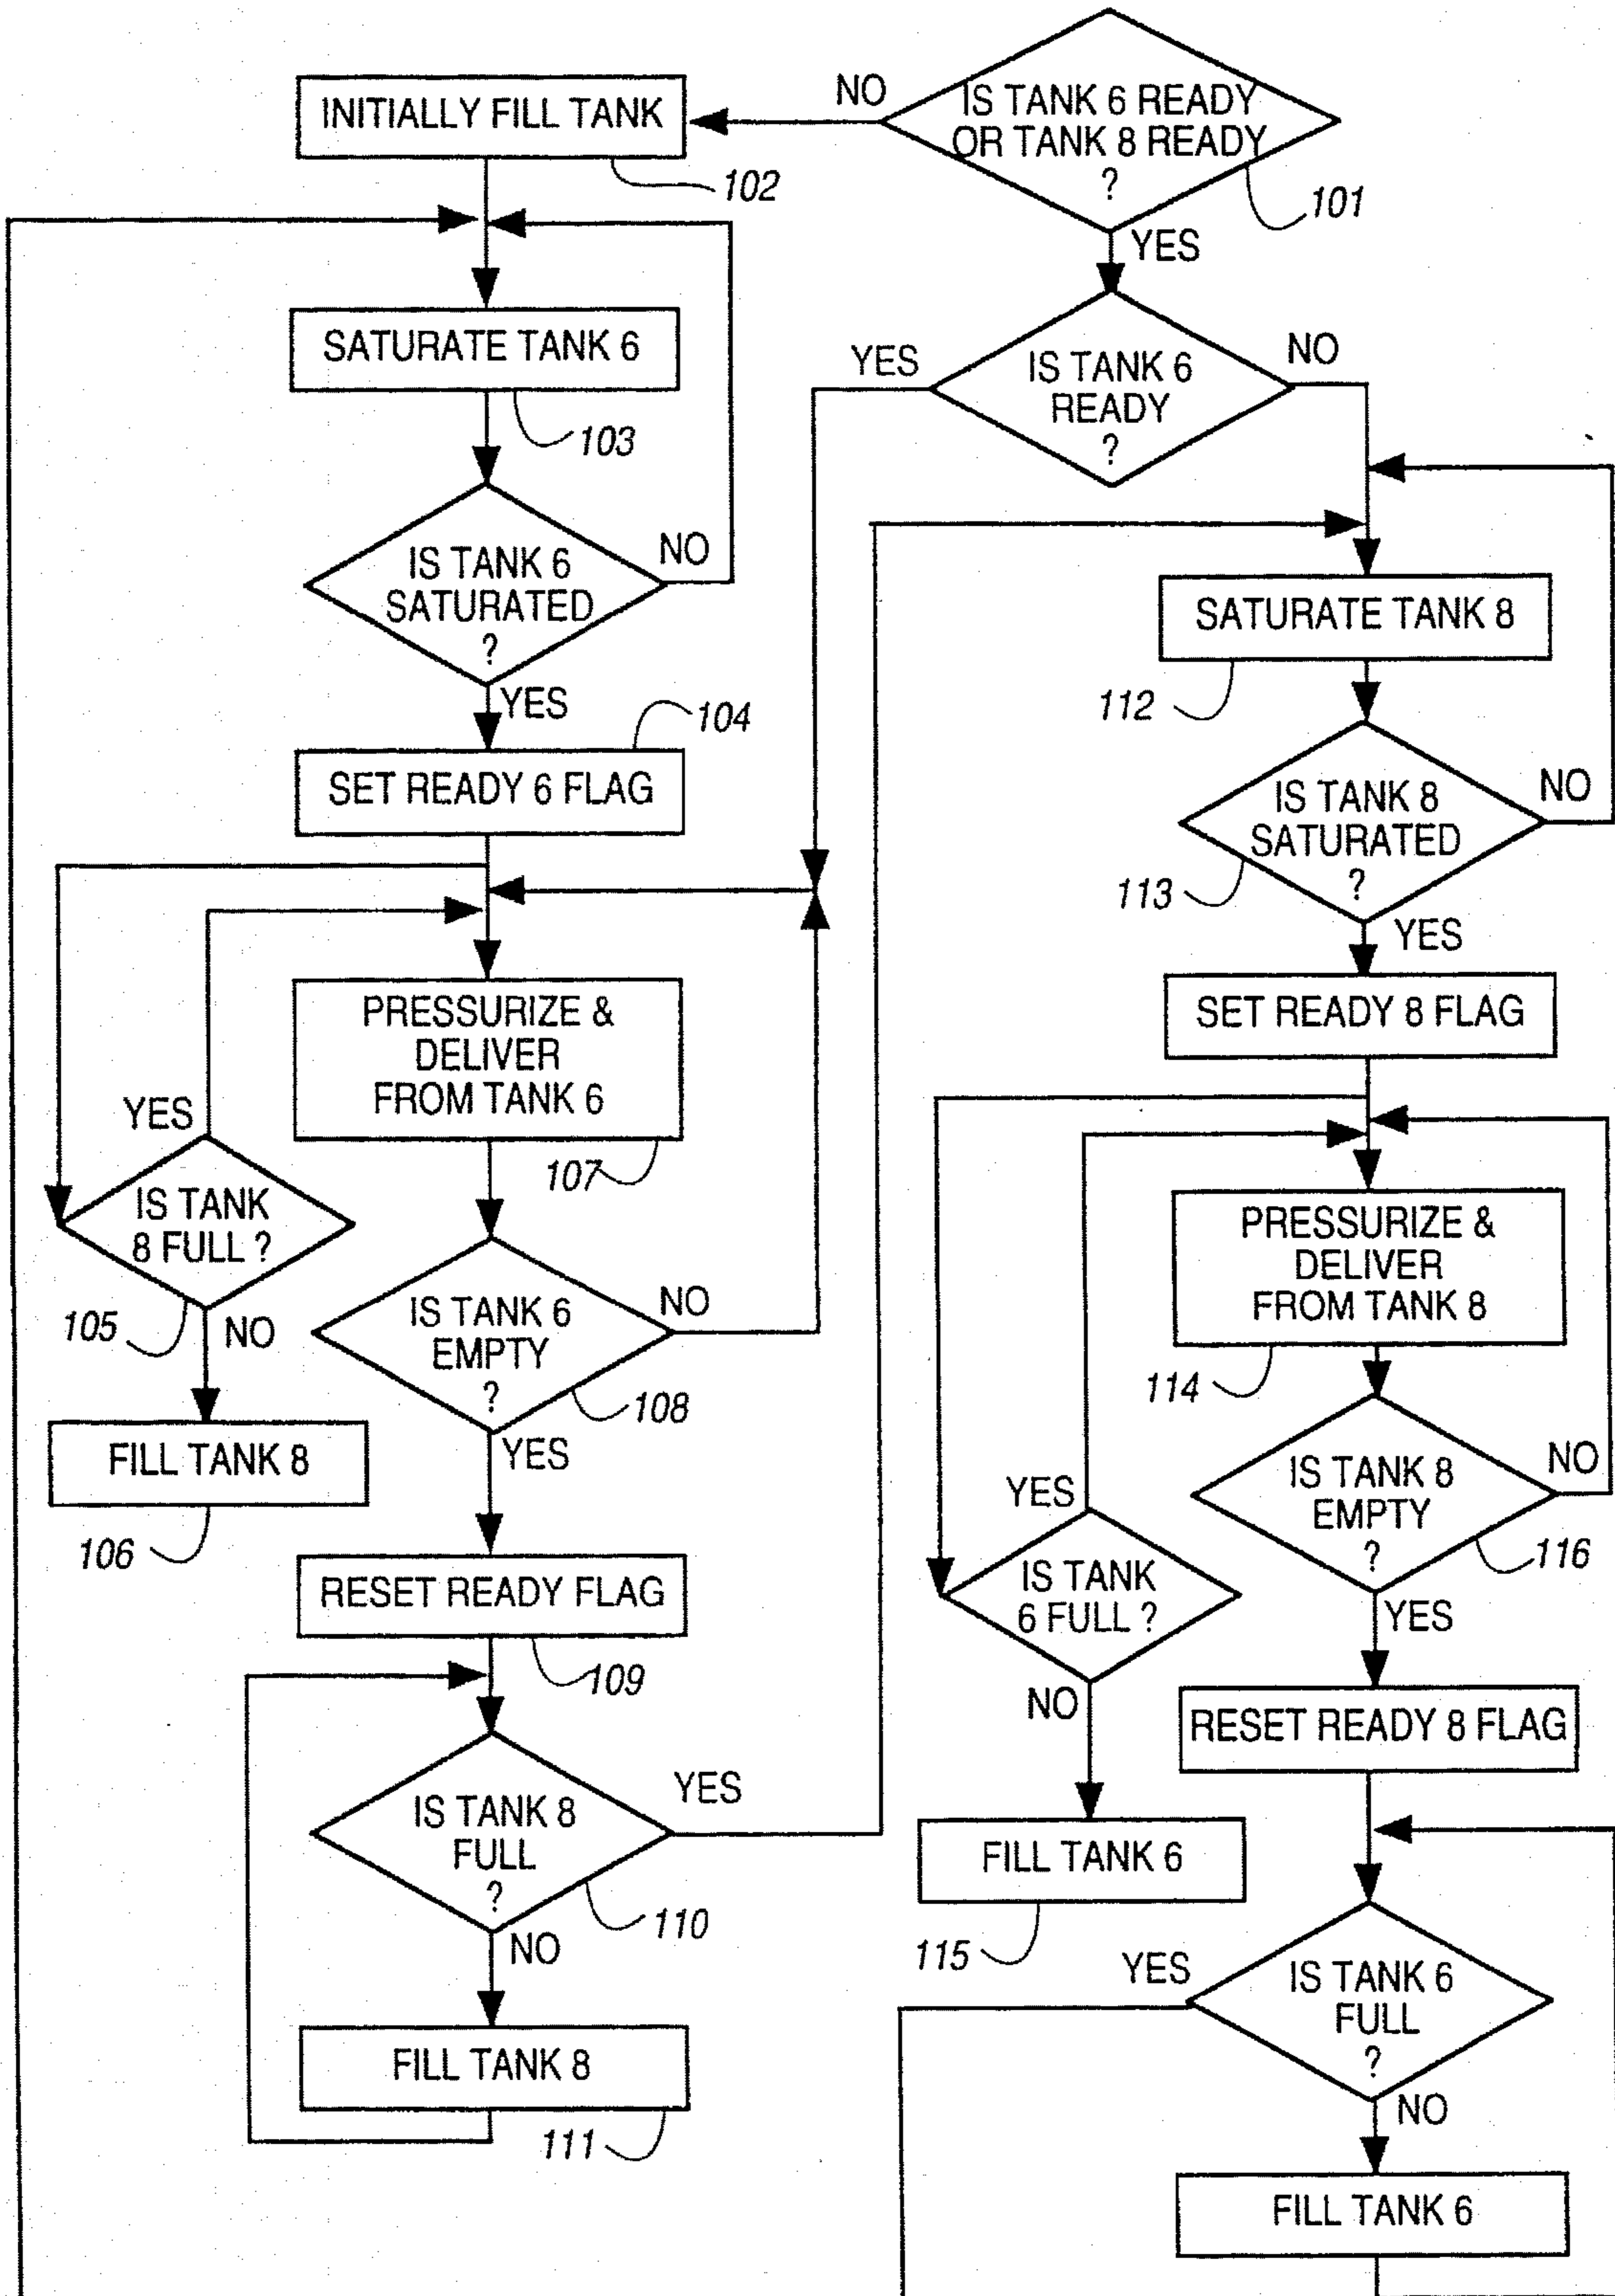 IS TANK 6 READY
OR TANK 8 READY
?
101
NO
YES
INITIALLY FILL TANK
102
SATURATE TANK 6
103
IS TANK 6
SATURATED
?
NO
YES
104
SET READY 6 FLAG
IS TANK 6
READY
?
YES
NO
PRESSURIZE &
DELIVER
FROM TANK 6
107
YES
IS TANK
8 FULL ?
105
NO
FILL TANK 8
106
IS TANK 6
EMPTY
?
NO
108
YES
RESET READY FLAG
109
IS TANK 8
FULL
?
YES
110
NO
FILL TANK 8
111
SATURATE TANK 8
112
IS TANK 8
SATURATED
?
NO
113
YES
SET READY 8 FLAG
PRESSURIZE &
DELIVER
FROM TANK 8
114
YES
IS TANK
6 FULL ?
NO
FILL TANK 6
115
IS TANK 8
EMPTY
?
NO
116
YES
RESET READY 8 FLAG
IS TANK 6
FULL
?
YES
NO
FILL TANK 6